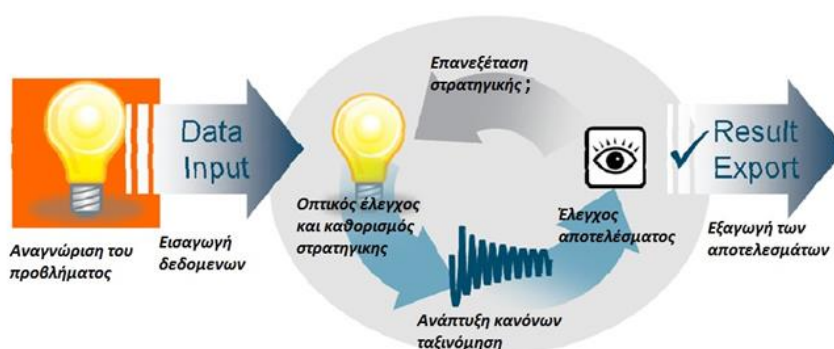 Αναγνώριση του
προβλήματος
Data
Input
Εισαγωγή
δεδομενων
Επανεξέταση
στρατηγικής ;
Οπτικός έλεγχος
και καθορισμός
στρατηγικης
Ανάπτυξη κανόνων
ταξινόμηση
Έλεγχος
αποτελέσματος
Result
Export
Εξαγωγή των
αποτελεσμάτων